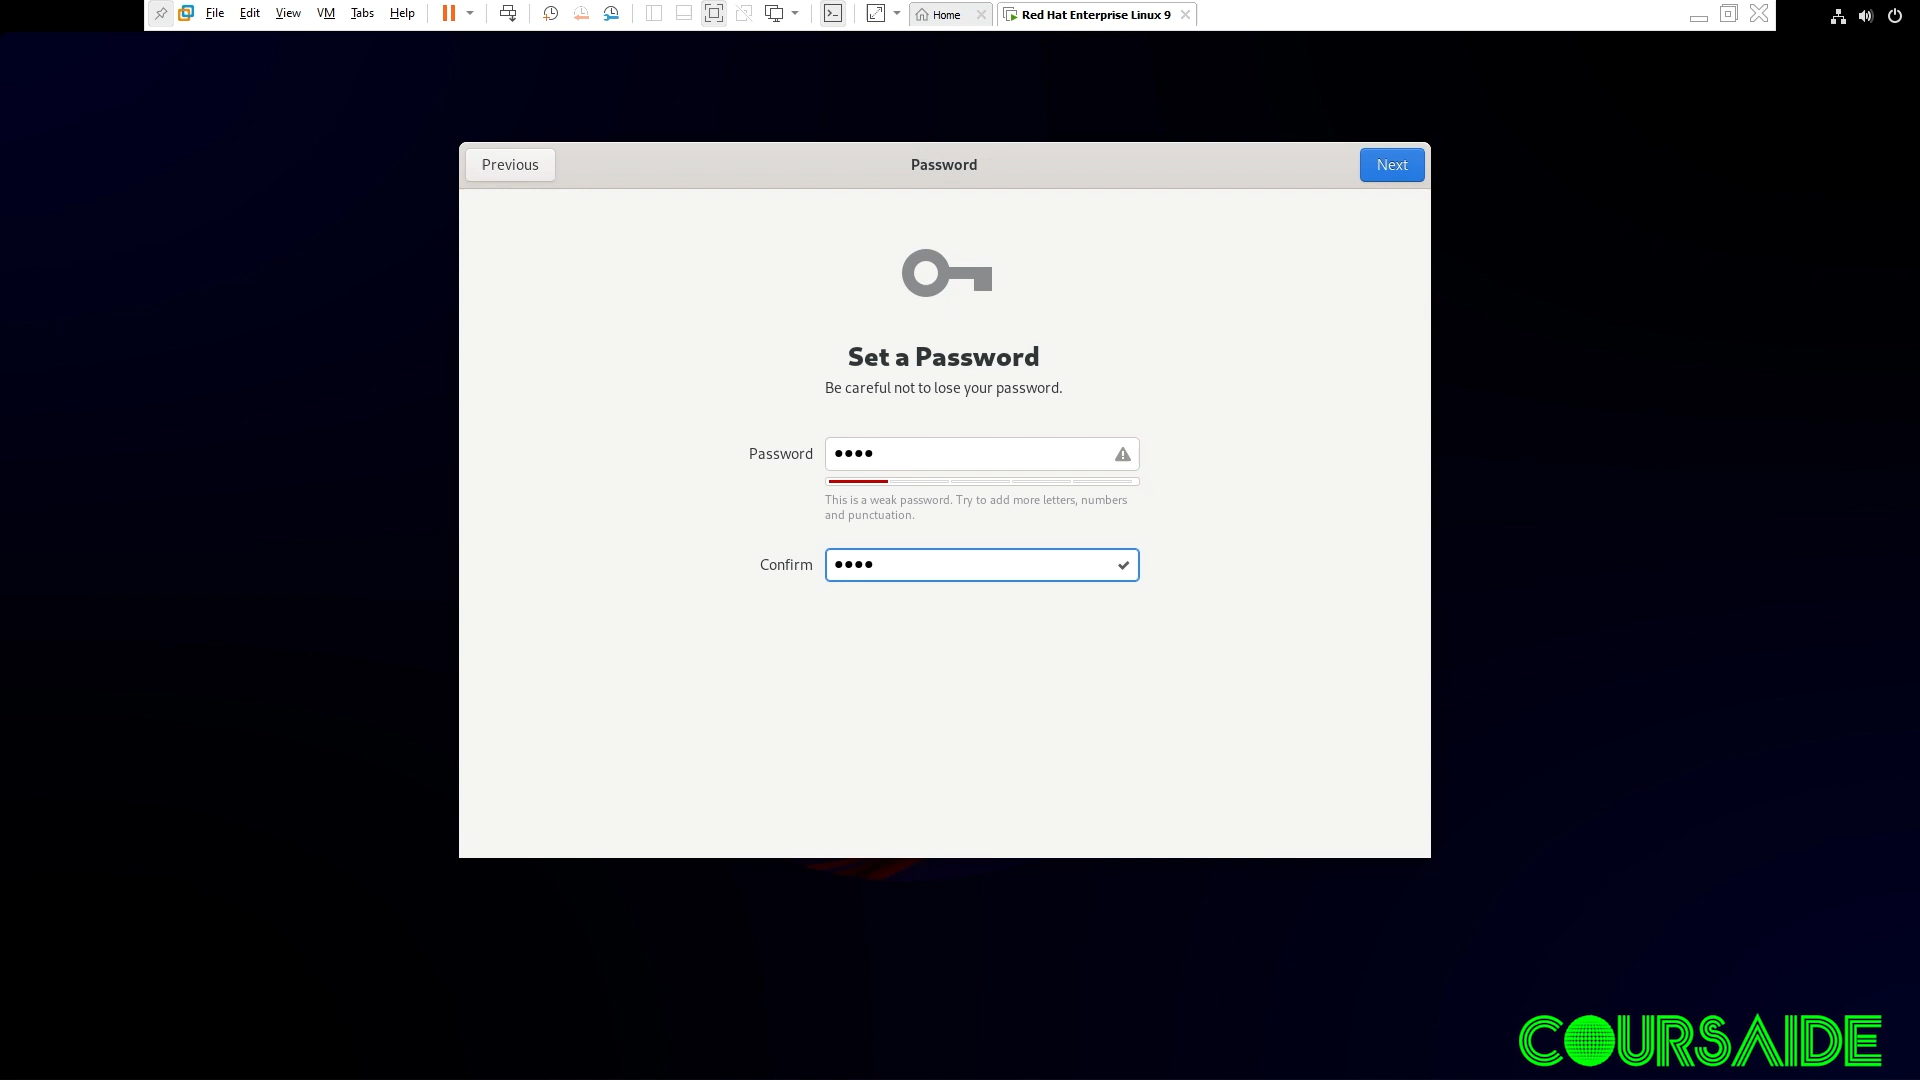 File Edit View VM Tabs Help Home Red Hat Enterprise Linux 9
Previous Password Next
Set a Password
Be careful not to lose your password.
Password ●●●●
This is a weak password. Try to add more letters, numbers
and punctuation.
Confirm ●●●●
COURSAIDE